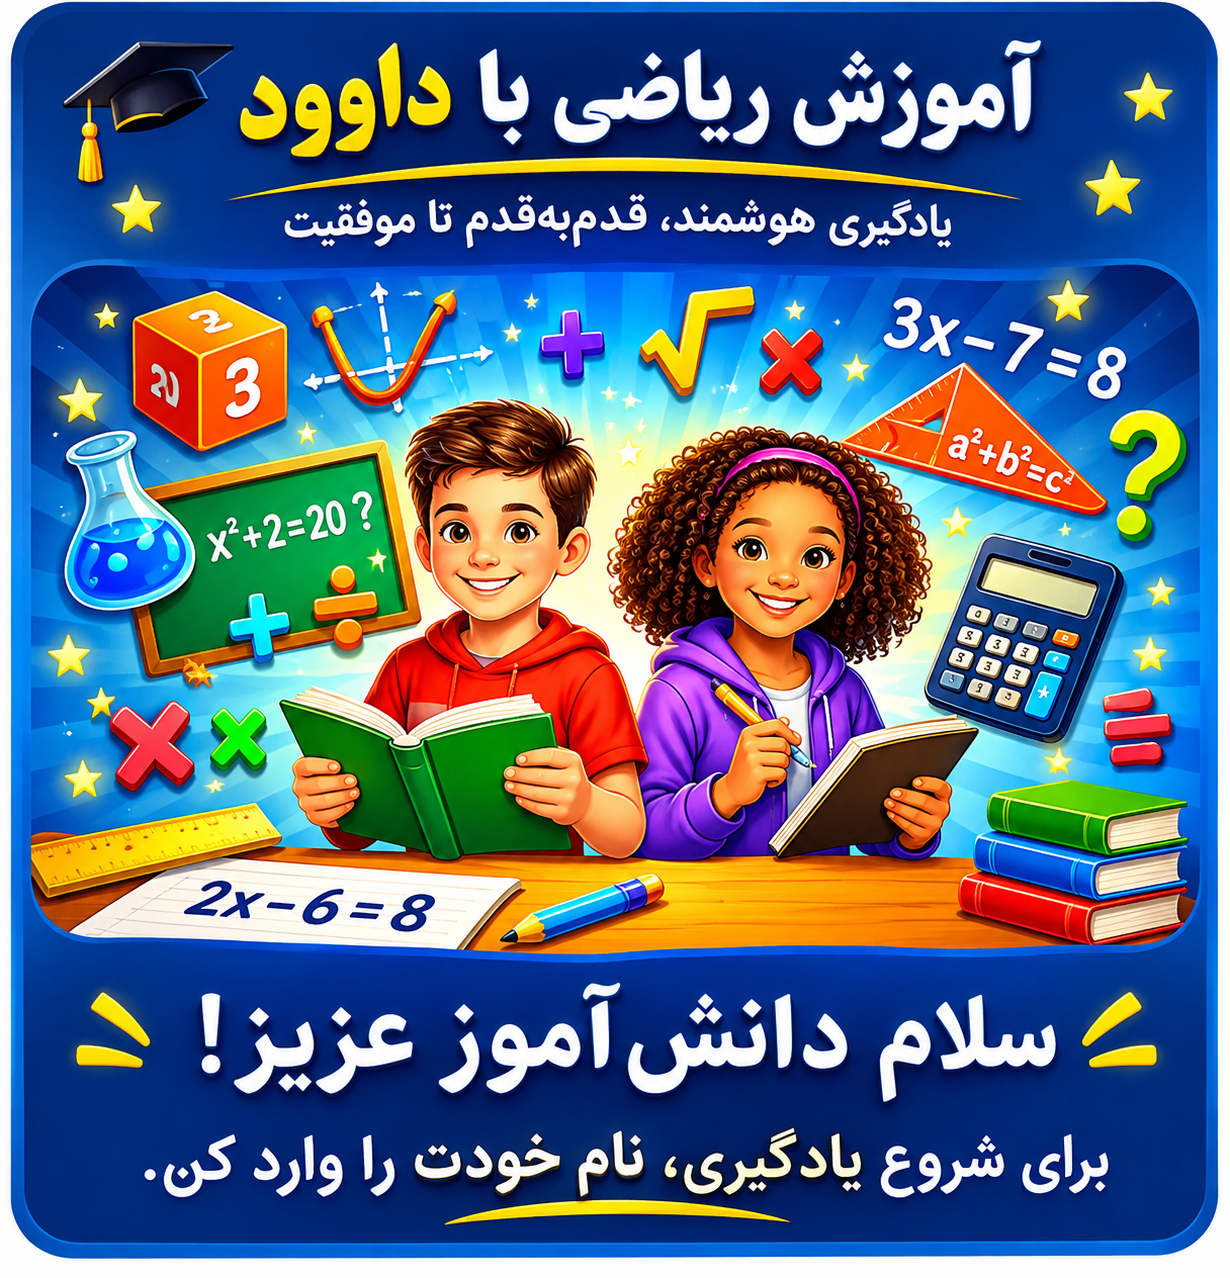 آموزش ریاضی با داوود
یادگیری هوشمند، قدم‌به‌قدم تا موفقیت
3x-7=8
3
a²+b²=c²
?
x²+2=20?
2x-6=8
سلام دانش‌آموز عزیز!
برای شروع یادگیری، نام خودت را وارد کن.